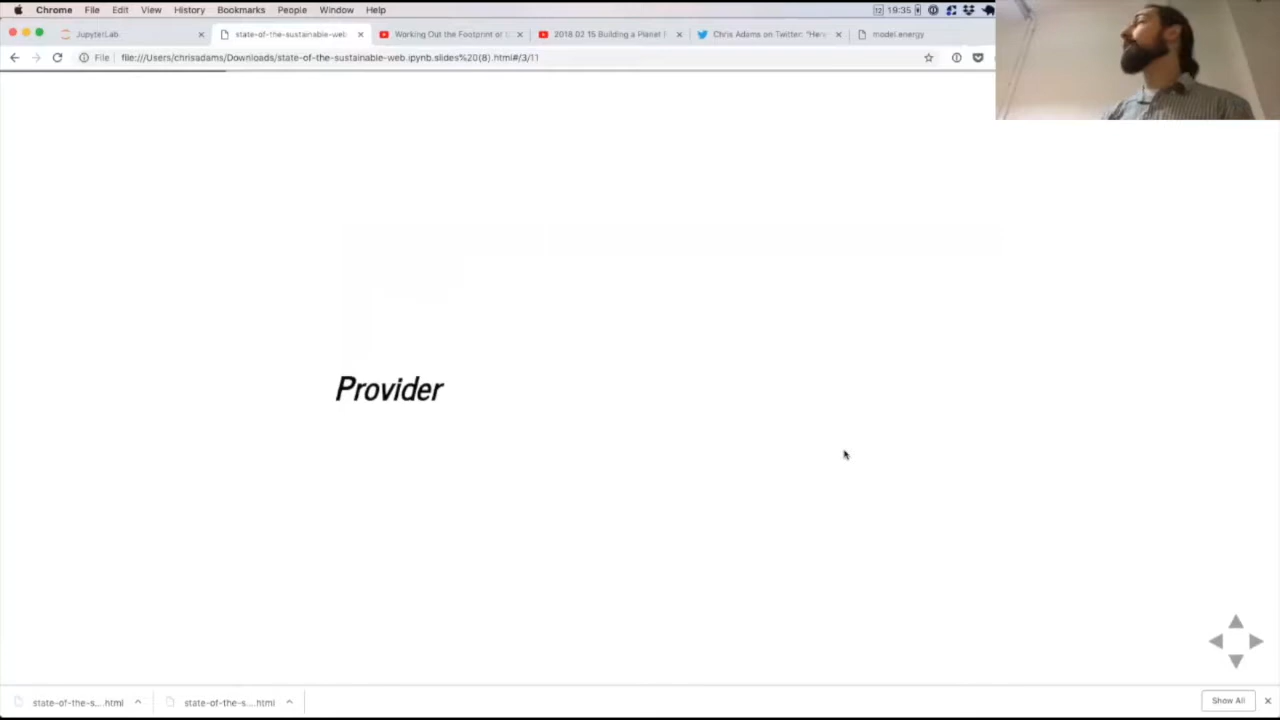 Chrome File Edit View History Bookmarks People Window Help
19:35
JupyterLab
state-of-the-sustainable-web
Working Out the Footprint of
2018 02 15 Building a Planet
Chris Adams on Twitter: "Here
model.energy
File file:///Users/chrisadams/Downloads/state-of-the-sustainable-web.ipynb.slides%20(8).html#/3/11
Provider
state-of-the-s....html
state-of-the-s....html
Show All